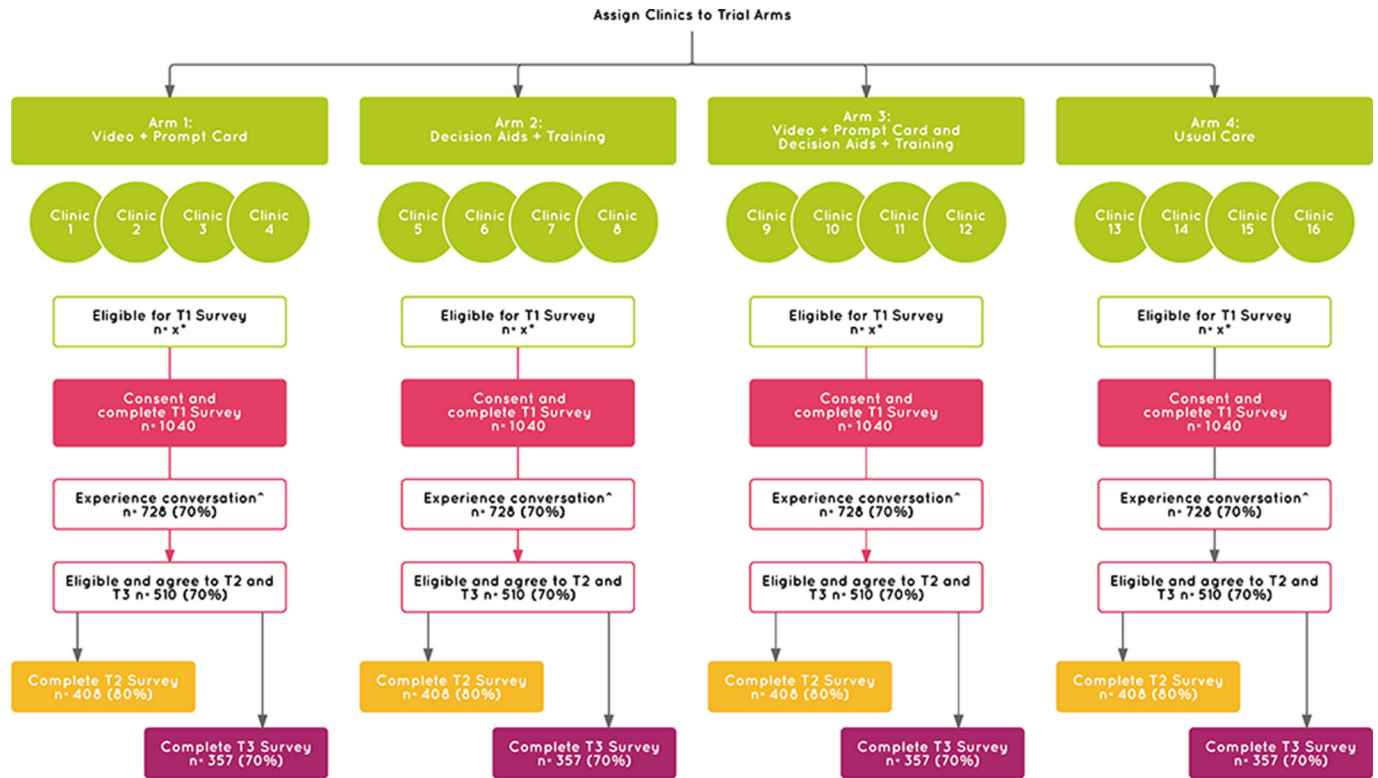 Assign Clinics to Trial Arms
Arm 1:
Video + Prompt Card
Arm 2:
Decision Aids + Training
Arm 3:
Video + Prompt Card and
Decision Aids + Training
Arm 4:
Usual Care
Clinic
1
Clinic
2
Clinic
3
Clinic
4
Clinic
5
Clinic
6
Clinic
7
Clinic
8
Clinic
9
Clinic
10
Clinic
11
Clinic
12
Clinic
13
Clinic
14
Clinic
15
Clinic
16
Eligible for T1 Survey
n= x*
Eligible for T1 Survey
n= x*
Eligible for T1 Survey
n= x*
Eligible for T1 Survey
n= x*
Consent and
complete T1 Survey
n= 1040
Consent and
complete T1 Survey
n= 1040
Consent and
complete T1 Survey
n= 1040
Consent and
complete T1 Survey
n= 1040
Experience conversation^
n= 728 (70%)
Experience conversation^
n= 728 (70%)
Experience conversation^
n= 728 (70%)
Experience conversation^
n= 728 (70%)
Eligible and agree to T2 and
T3 n= 510 (70%)
Eligible and agree to T2 and
T3 n= 510 (70%)
Eligible and agree to T2 and
T3 n= 510 (70%)
Eligible and agree to T2 and
T3 n= 510 (70%)
Complete T2 Survey
n= 408 (80%)
Complete T2 Survey
n= 408 (80%)
Complete T2 Survey
n= 408 (80%)
Complete T2 Survey
n= 408 (80%)
Complete T3 Survey
n= 357 (70%)
Complete T3 Survey
n= 357 (70%)
Complete T3 Survey
n= 357 (70%)
Complete T3 Survey
n= 357 (70%)